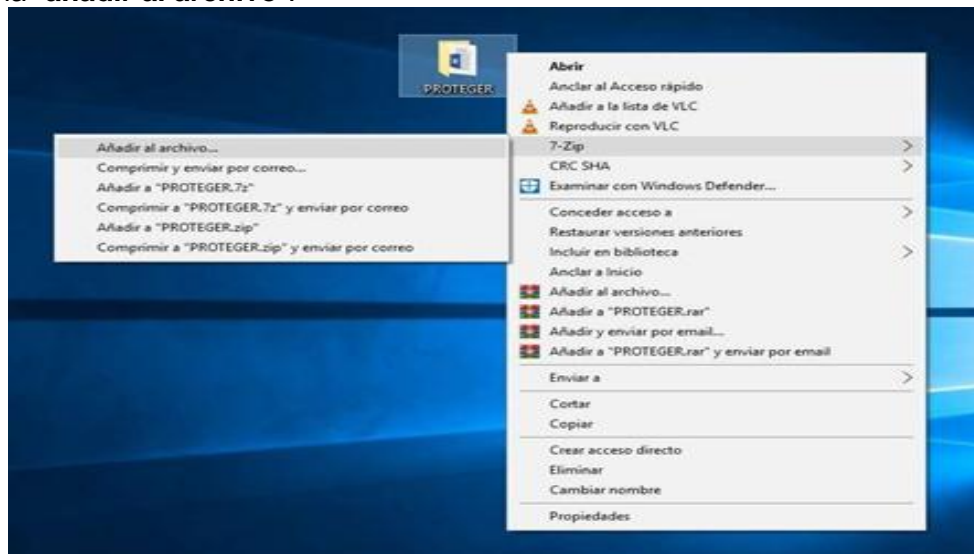 añadir al archivo".
PROTEGER
Abrir
Anclar al Acceso rápido
Añadir a la lista de VLC
Reproducir con VLC
7-Zip
CRC SHA
Examinar con Windows Defender...
Conceder acceso a
Restaurar versiones anteriores
Incluir en biblioteca
Anclar a Inicio
Añadir al archivo...
Añadir a "PROTEGER.rar"
Añadir y enviar por email...
Añadir a "PROTEGER.rar" y enviar por email
Enviar a
Cortar
Copiar
Crear acceso directo
Eliminar
Cambiar nombre
Propiedades
Añadir al archivo...
Comprimir y enviar por correo...
Añadir a "PROTEGER.7z"
Comprimir a "PROTEGER.7z" y enviar por correo
Añadir a "PROTEGER.zip"
Comprimir a "PROTEGER.zip" y enviar por correo